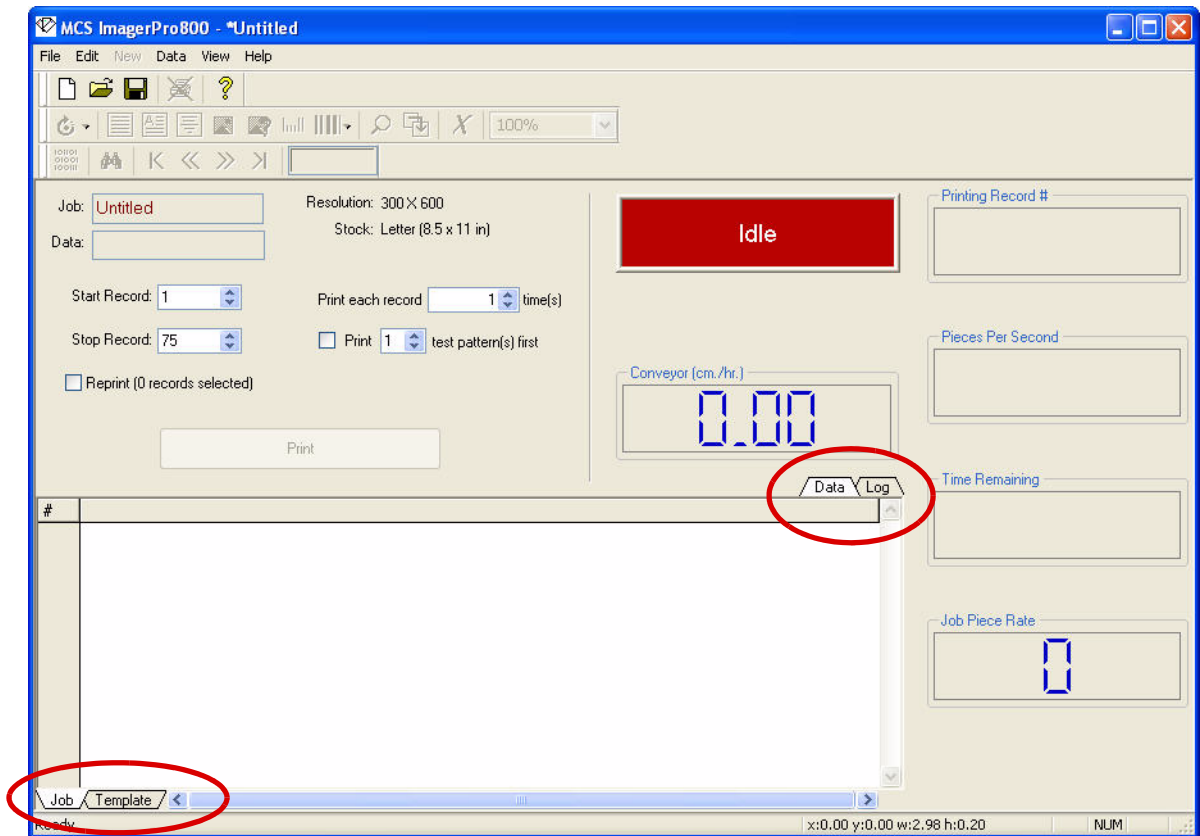 MCS ImagerPro800 - *Untitled
File Edit New Data View Help
100%
Job: Untitled
Data:
Resolution: 300 X 600
Stock: Letter (8.5 x 11 in)
Start Record: 1
Print each record 1 time(s)
Stop Record: 75
Print 1 test pattern(s) first
Reprint (0 records selected)
Print
Idle
Conveyor (cm./hr.)
0.00
Printing Record #
Pieces Per Second
Time Remaining
Job Piece Rate
0
Data Log
#
Job Template
Ready
x:0.00 y:0.00 w:2.98 h:0.20
NUM